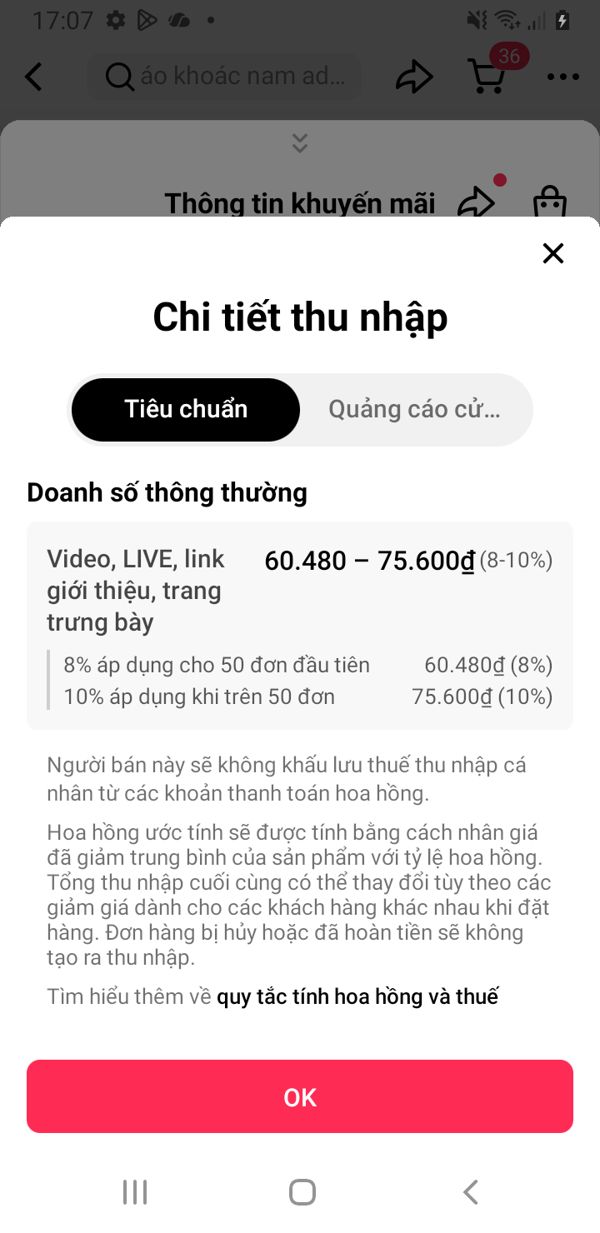 17:07
36
áo khoác nam ad...
Thông tin khuyến mãi
Chi tiết thu nhập
Tiêu chuẩn
Quảng cáo cử...
Doanh số thông thường
Video, LIVE, link
giới thiệu, trang
trưng bày
60.480 – 75.600₫ (8-10%)
8% áp dụng cho 50 đơn đầu tiên 60.480₫ (8%)
10% áp dụng khi trên 50 đơn 75.600₫ (10%)
Người bán này sẽ không khấu lưu thuế thu nhập cá
nhân từ các khoản thanh toán hoa hồng.
Hoa hồng ước tính sẽ được tính bằng cách nhân giá
đã giảm trung bình của sản phẩm với tỷ lệ hoa hồng.
Tổng thu nhập cuối cùng có thể thay đổi tùy theo các
giảm giá dành cho các khách hàng khác nhau khi đặt
hàng. Đơn hàng bị hủy hoặc đã hoàn tiền sẽ không
tạo ra thu nhập.
Tìm hiểu thêm về quy tắc tính hoa hồng và thuế
OK